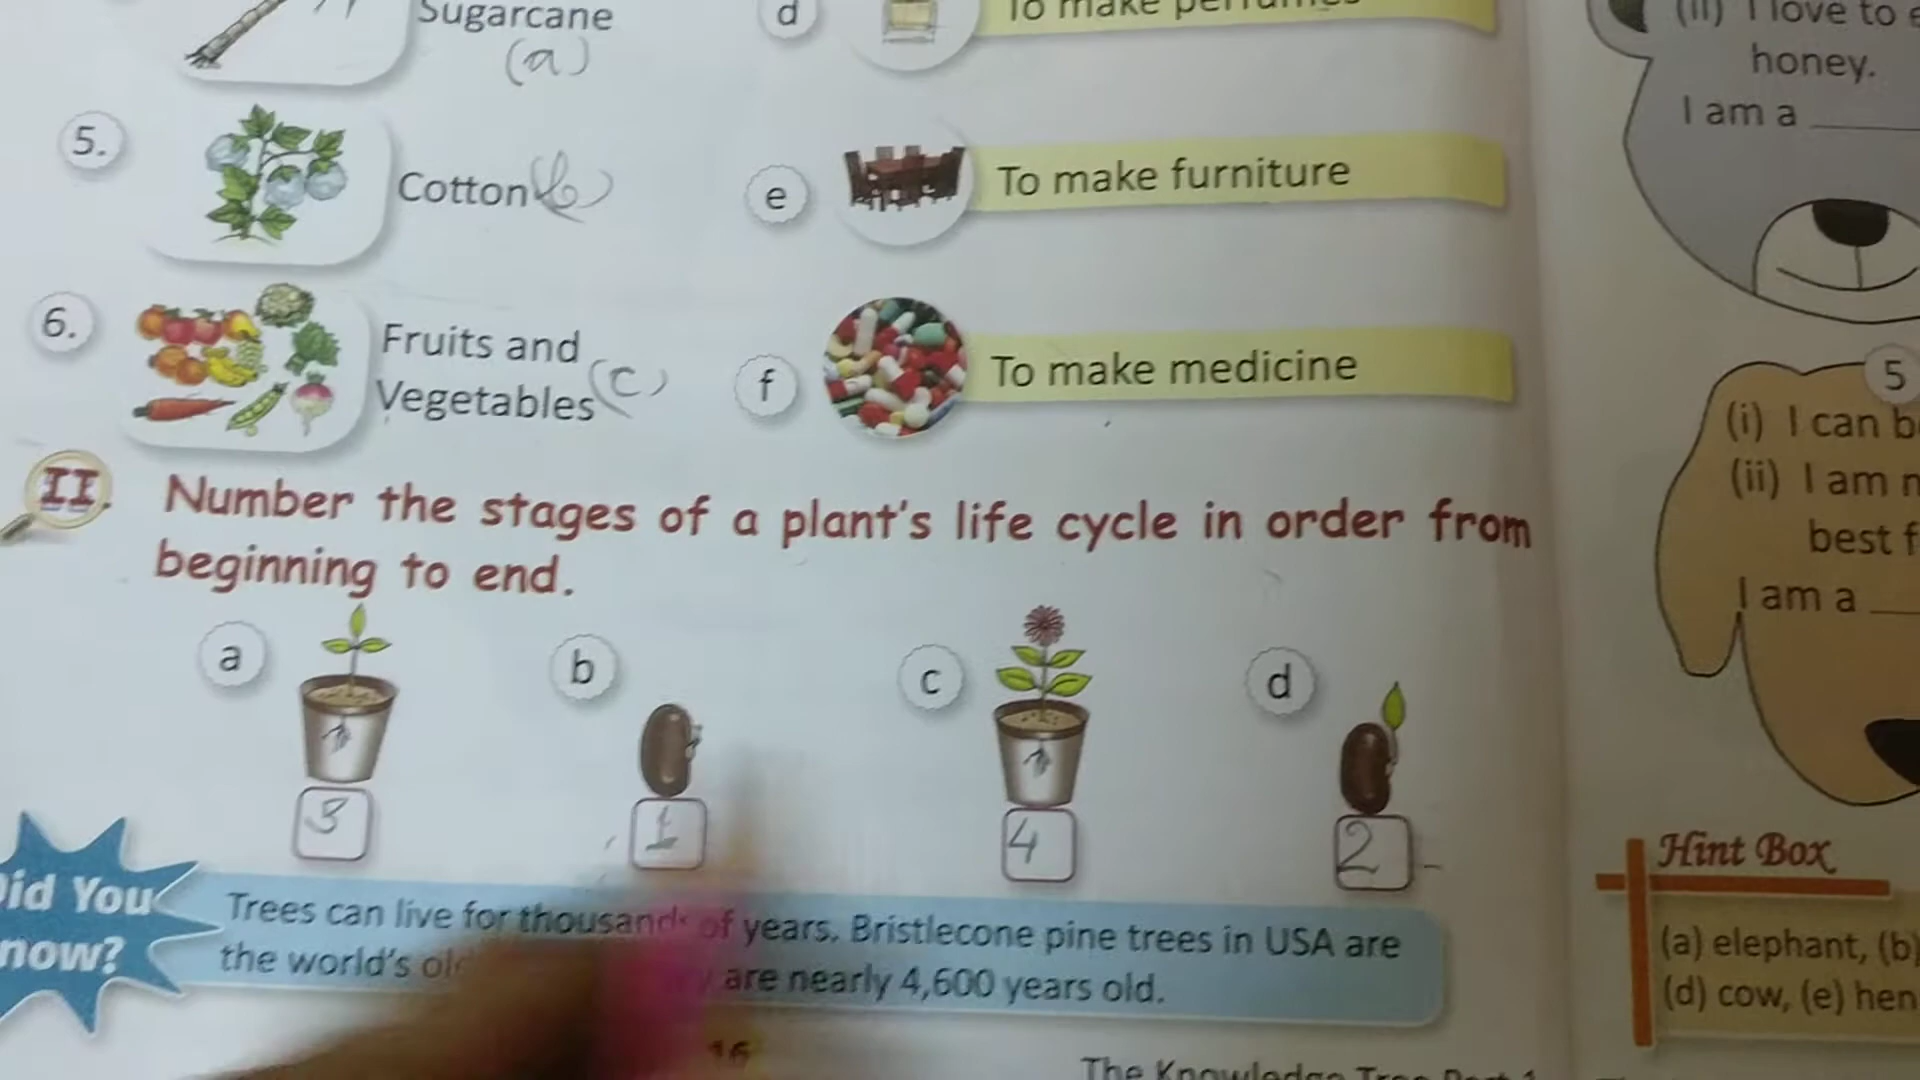 Sugarcane
(a)
d
To make perfumes
5.
Cotton (b)
e
To make furniture
6.
Fruits and
Vegetables (c)
f
To make medicine
II. Number the stages of a plant's life cycle in order from
beginning to end.
a
b
c
d
3
1
4
2
Did You
now?
Trees can live for thousands of years. Bristlecone pine trees in USA are
the world's are nearly 4,600 years old.
16
The Knowledge Tree Part-1
(ii) I love to
honey.
I am a
5
(i) I can
(ii) I am
best
I am a
Hint Box
(a) elephant, (b)
(d) cow, (e) hen